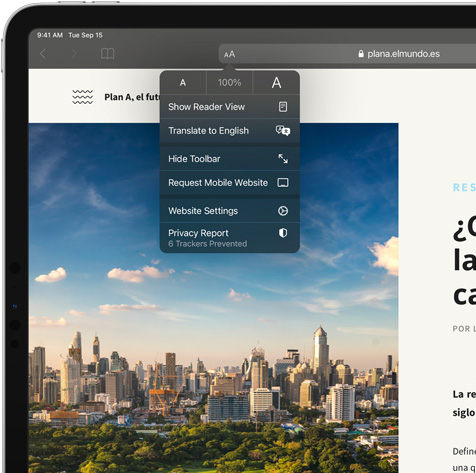 9:41 AM Tue Sep 15
AA
plana.elmundo.es
Plan A, el
A 100% A
Show Reader View
Translate to English
Hide Toolbar
Request Mobile Website
Website Settings
Privacy Report
6 Trackers Prevented
RES
¿
la
ca
POR L
La re
siglo
Define
una q